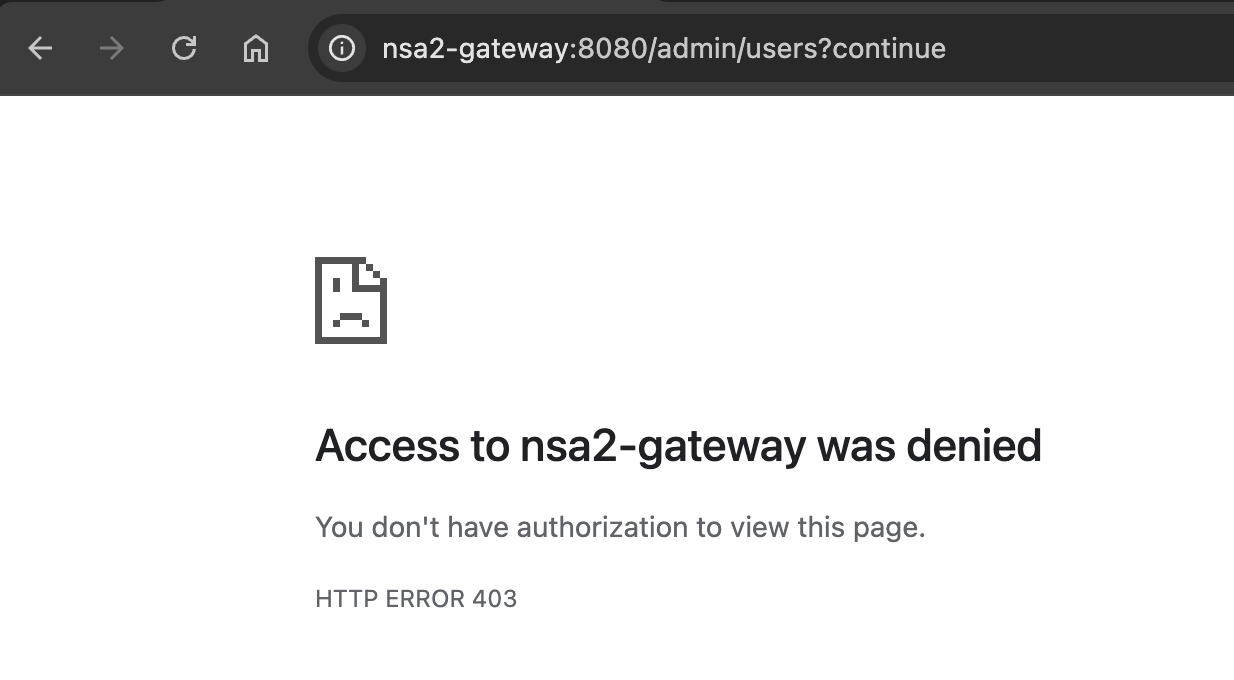 nsa2-gateway:8080/admin/users?continue
Access to nsa2-gateway was denied
You don't have authorization to view this page.
HTTP ERROR 403